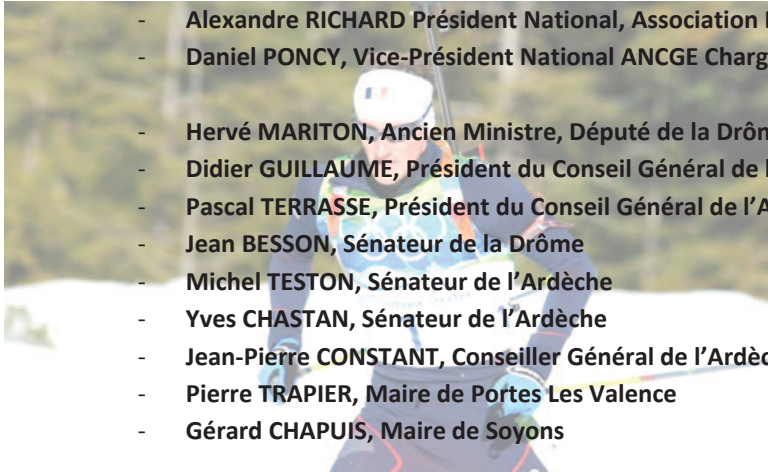 - Alexandre RICHARD Président National, Association
- Daniel PONCY, Vice-Président National ANCGE Charg
- Hervé MARITON, Ancien Ministre, Député de la Drôm
- Didier GUILLAUME, Président du Conseil Général de
- Pascal TERRASSE, Président du Conseil Général de l’A
- Jean BESSON, Sénateur de la Drôme
- Michel TESTON, Sénateur de l’Ardèche
- Yves CHASTAN, Sénateur de l’Ardèche
- Jean-Pierre CONSTANT, Conseiller Général de l’Ardèc
- Pierre TRAPIER, Maire de Portes Les Valence
- Gérard CHAPUIS, Maire de Soyons